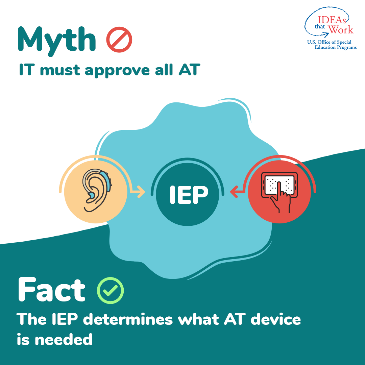 Myth
IT must approve all AT
IDEAs
that
Work
U.S. Office of Special
Education Programs
IEP
Fact
The IEP determines what AT device
is needed